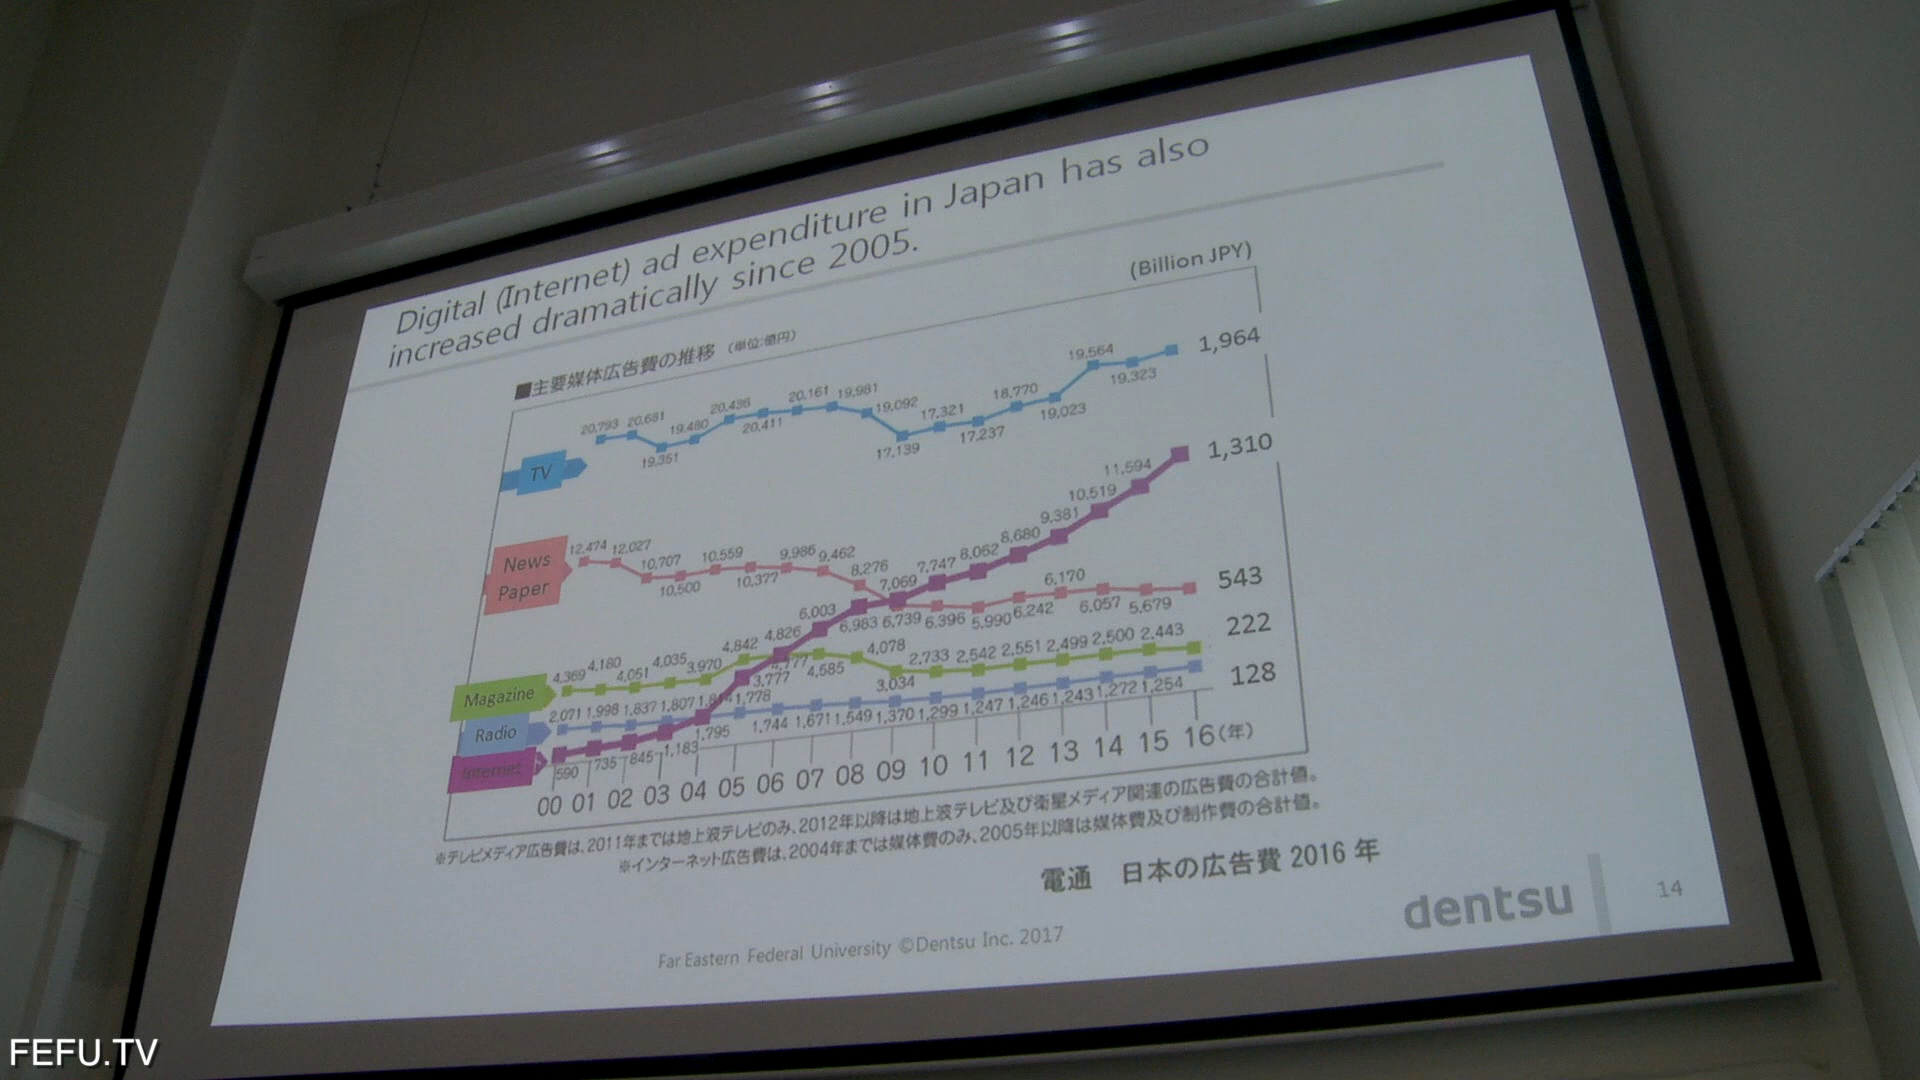 Digital (Internet) ad expenditure in Japan has also
increased dramatically since 2005.
(Billion JPY)
■主要媒体広告費の推移 (単位:億円)
TV
20,793 20,681 19,351 19,480 20,436 20,411 20,161 19,981 19,092 17,139 17,321 17,237 18,770 19,023 19,564 19,323 1,964
News
Paper
12,474 12,027 10,707 10,500 10,559 10,377 9,986 9,462 8,276 6,739 6,396 5,990 6,242 6,170 6,057 5,679 543
Magazine
4,369 4,180 4,051 4,035 3,970 4,842 4,777 4,585 4,078 3,034 2,733 2,542 2,551 2,499 2,500 2,443 222
Radio
2,071 1,998 1,837 1,807 1,795 1,778 1,744 1,671 1,549 1,370 1,299 1,247 1,246 1,243 1,272 1,254 128
Internet
590 735 845 1,183 3,777 4,826 6,003 6,983 7,069 7,747 8,062 8,680 9,381 10,519 11,594 1,310
00 01 02 03 04 05 06 07 08 09 10 11 12 13 14 15 16(年)
※テレビメディア広告費は、2011年までは地上波テレビのみ、2012年以降は地上波テレビ及び衛星メディア関連の広告費の合計値。
※インターネット広告費は、2004年までは媒体費のみ、2005年以降は媒体費及び制作費の合計値。
電通 日本の広告費 2016 年
dentsu
14
Far Eastern Federal University ©Dentsu Inc. 2017
FEFU.TV